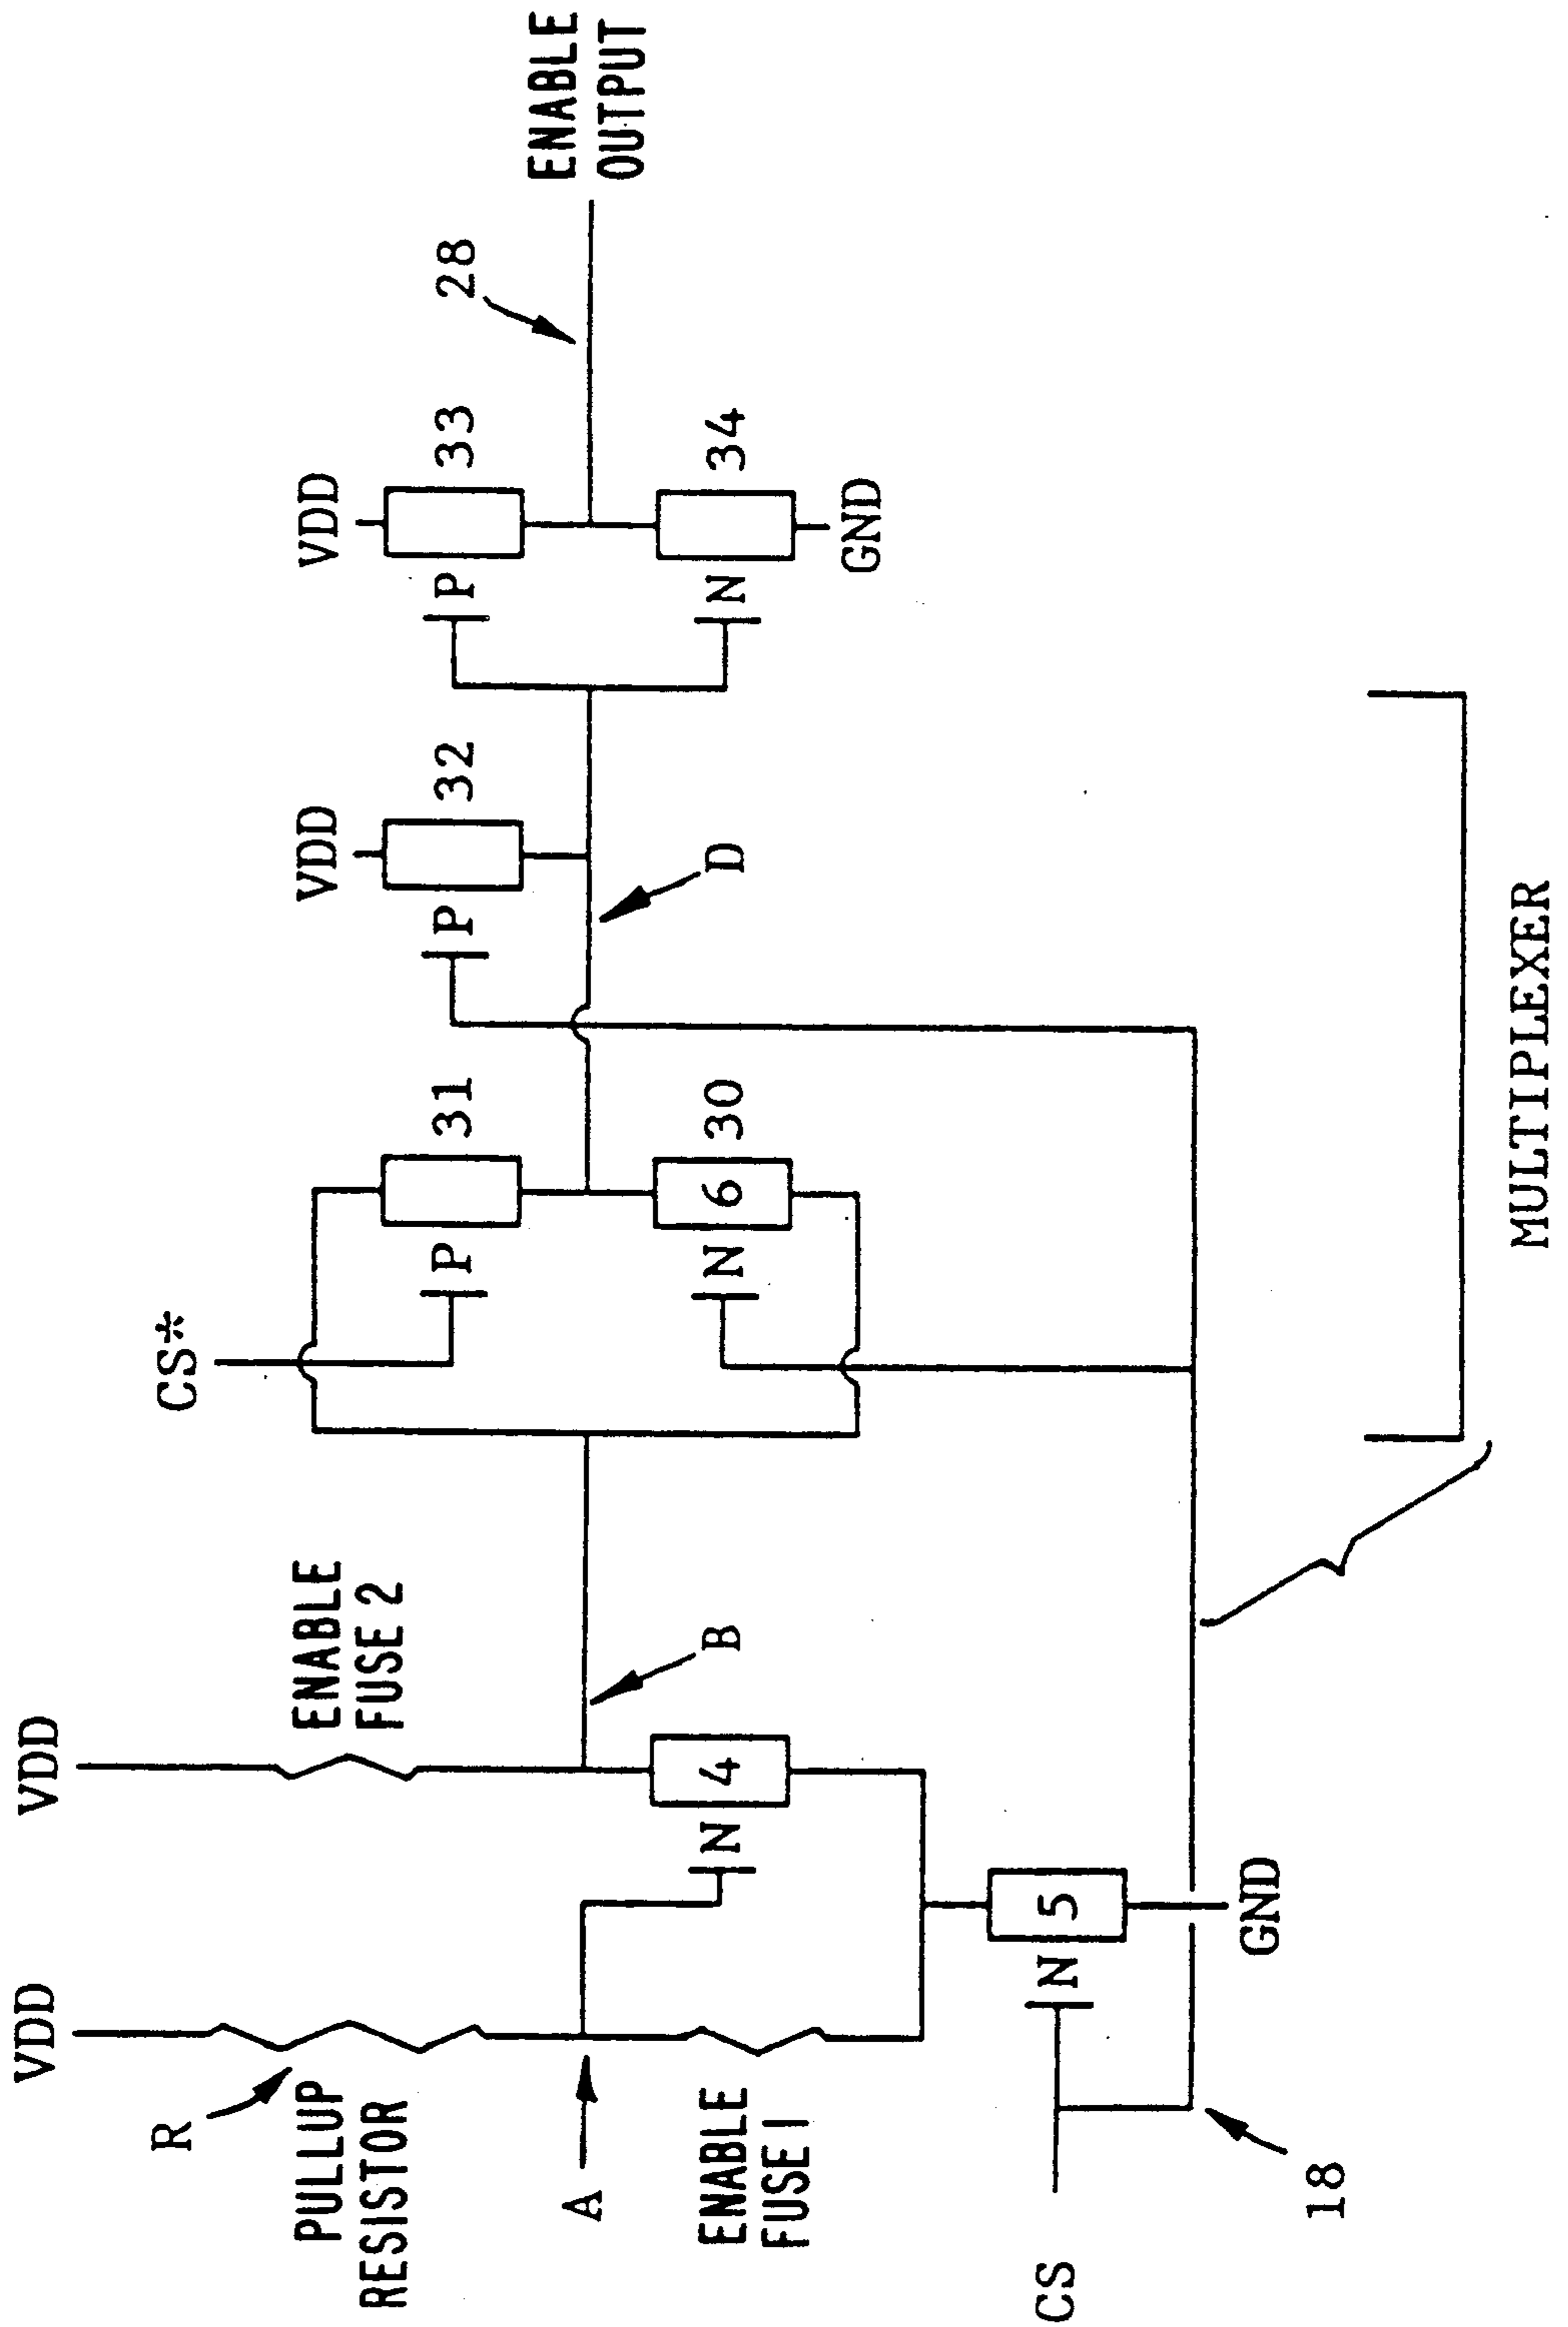 VDD
VDD
R
PULLUP
RESISTOR
ENABLE
FUSE 2
A
ENABLE
FUSE 1
N
4
B
CS
N
5
GND
18
CS*
P
31
N
6
30
VDD
P
32
D
VDD
P
33
N
34
GND
28
ENABLE
OUTPUT
MULTIPLEXER